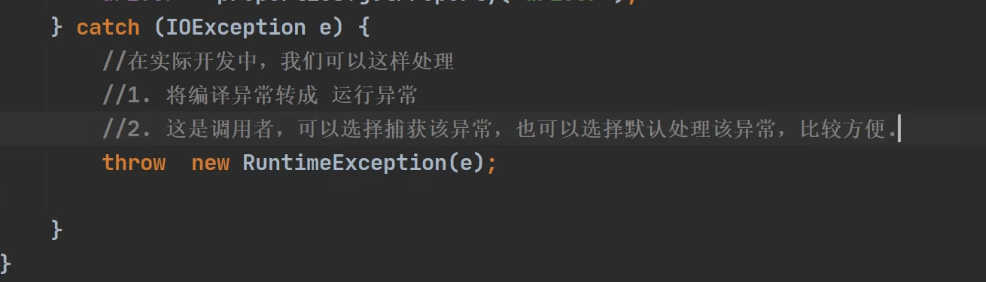 } catch (IOException e) {
//在实际开发中，我们可以这样处理
//1. 将编译异常转成 运行异常
//2. 这是调用者，可以选择捕获该异常，也可以选择默认处理该异常，比较方便.
throw  new RuntimeException(e);
}
}